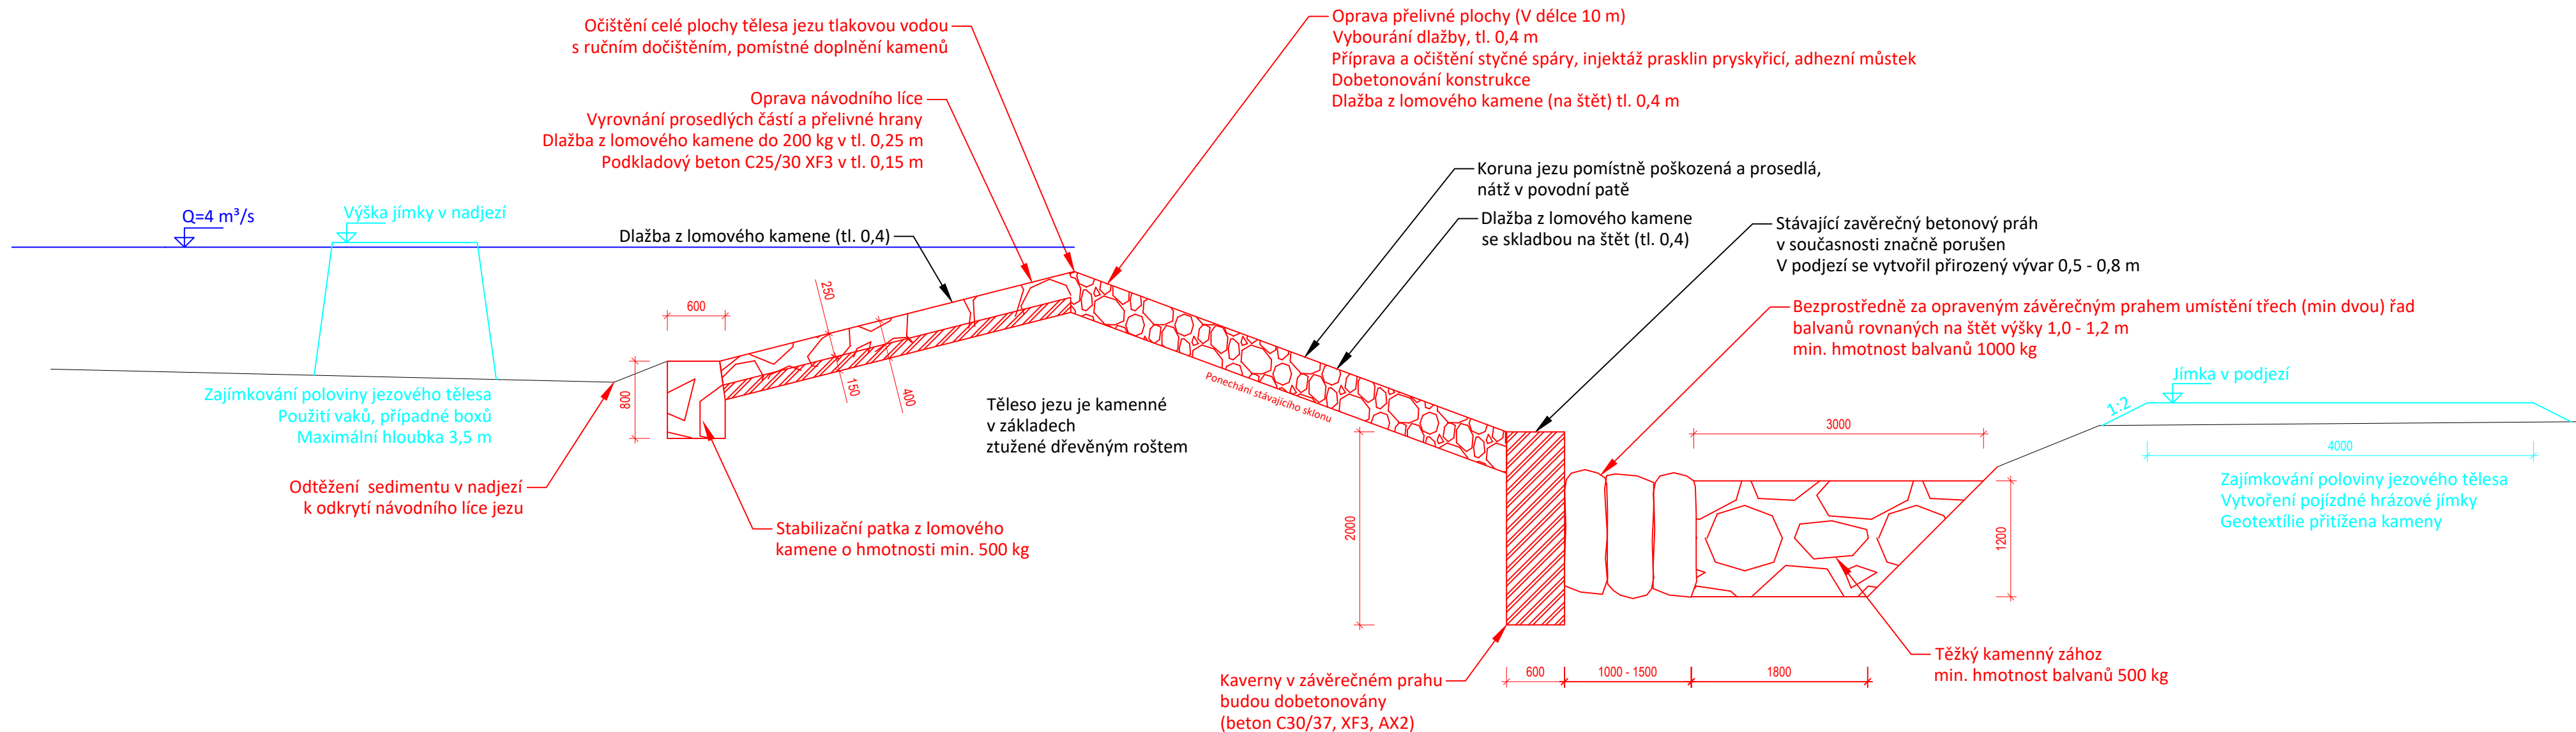 Očištění celé plochy tělesa jezu tlakovou vodou
s ručním dočištěním, pomístné doplnění kamenů
Oprava přelivné plochy (V délce 10 m)
Vybourání dlažby, tl. 0,4 m
Příprava a očištění styčné spáry, injektáž prasklin pryskyřicí, adhezní můstek
Dobetonování konstrukce
Dlažba z lomového kamene (na štět) tl. 0,4 m
Oprava návodního líce
Vyrovnání prosedlých částí a přelivné hrany
Dlažba z lomového kamene do 200 kg v tl. 0,25 m
Podkladový beton C25/30 XF3 v tl. 0,15 m
Koruna jezu pomístně poškozená a prosedlá,
nátž v povodní patě
Q=4 m³/s
Výška jímky v nadjezí
Dlažba z lomového kamene (tl. 0,4)
Dlažba z lomového kamene
se skladbou na štět (tl. 0,4)
Stávající zavěrečný betonový práh
v současnosti značně porušen
V podjezí se vytvořil přirozený vývar 0,5 - 0,8 m
Bezprostředně za opraveným závěrečným prahem umístění třech (min dvou) řad
balvanů rovnaných na štět výšky 1,0 - 1,2 m
min. hmotnost balvanů 1000 kg
600
250
800
150
400
Ponechání stávajícího sklonu
Zajímkování poloviny jezového tělesa
Použití vaků, případné boxů
Maximální hloubka 3,5 m
Těleso jezu je kamenné
v základech
ztužené dřevěným roštem
Jímka v podjezí
1:2
3000
4000
Odtěžení sedimentu v nadjezí
k odkrytí návodního líce jezu
Stabilizační patka z lomového
kamene o hmotnosti min. 500 kg
2000
1200
Zajímkování poloviny jezového tělesa
Vytvoření pojízdné hrázové jímky
Geotextílie přitížena kameny
Kaverny v závěrečném prahu
budou dobetonovány
(beton C30/37, XF3, AX2)
600
1000 - 1500
1800
Těžký kamenný zához
min. hmotnost balvanů 500 kg